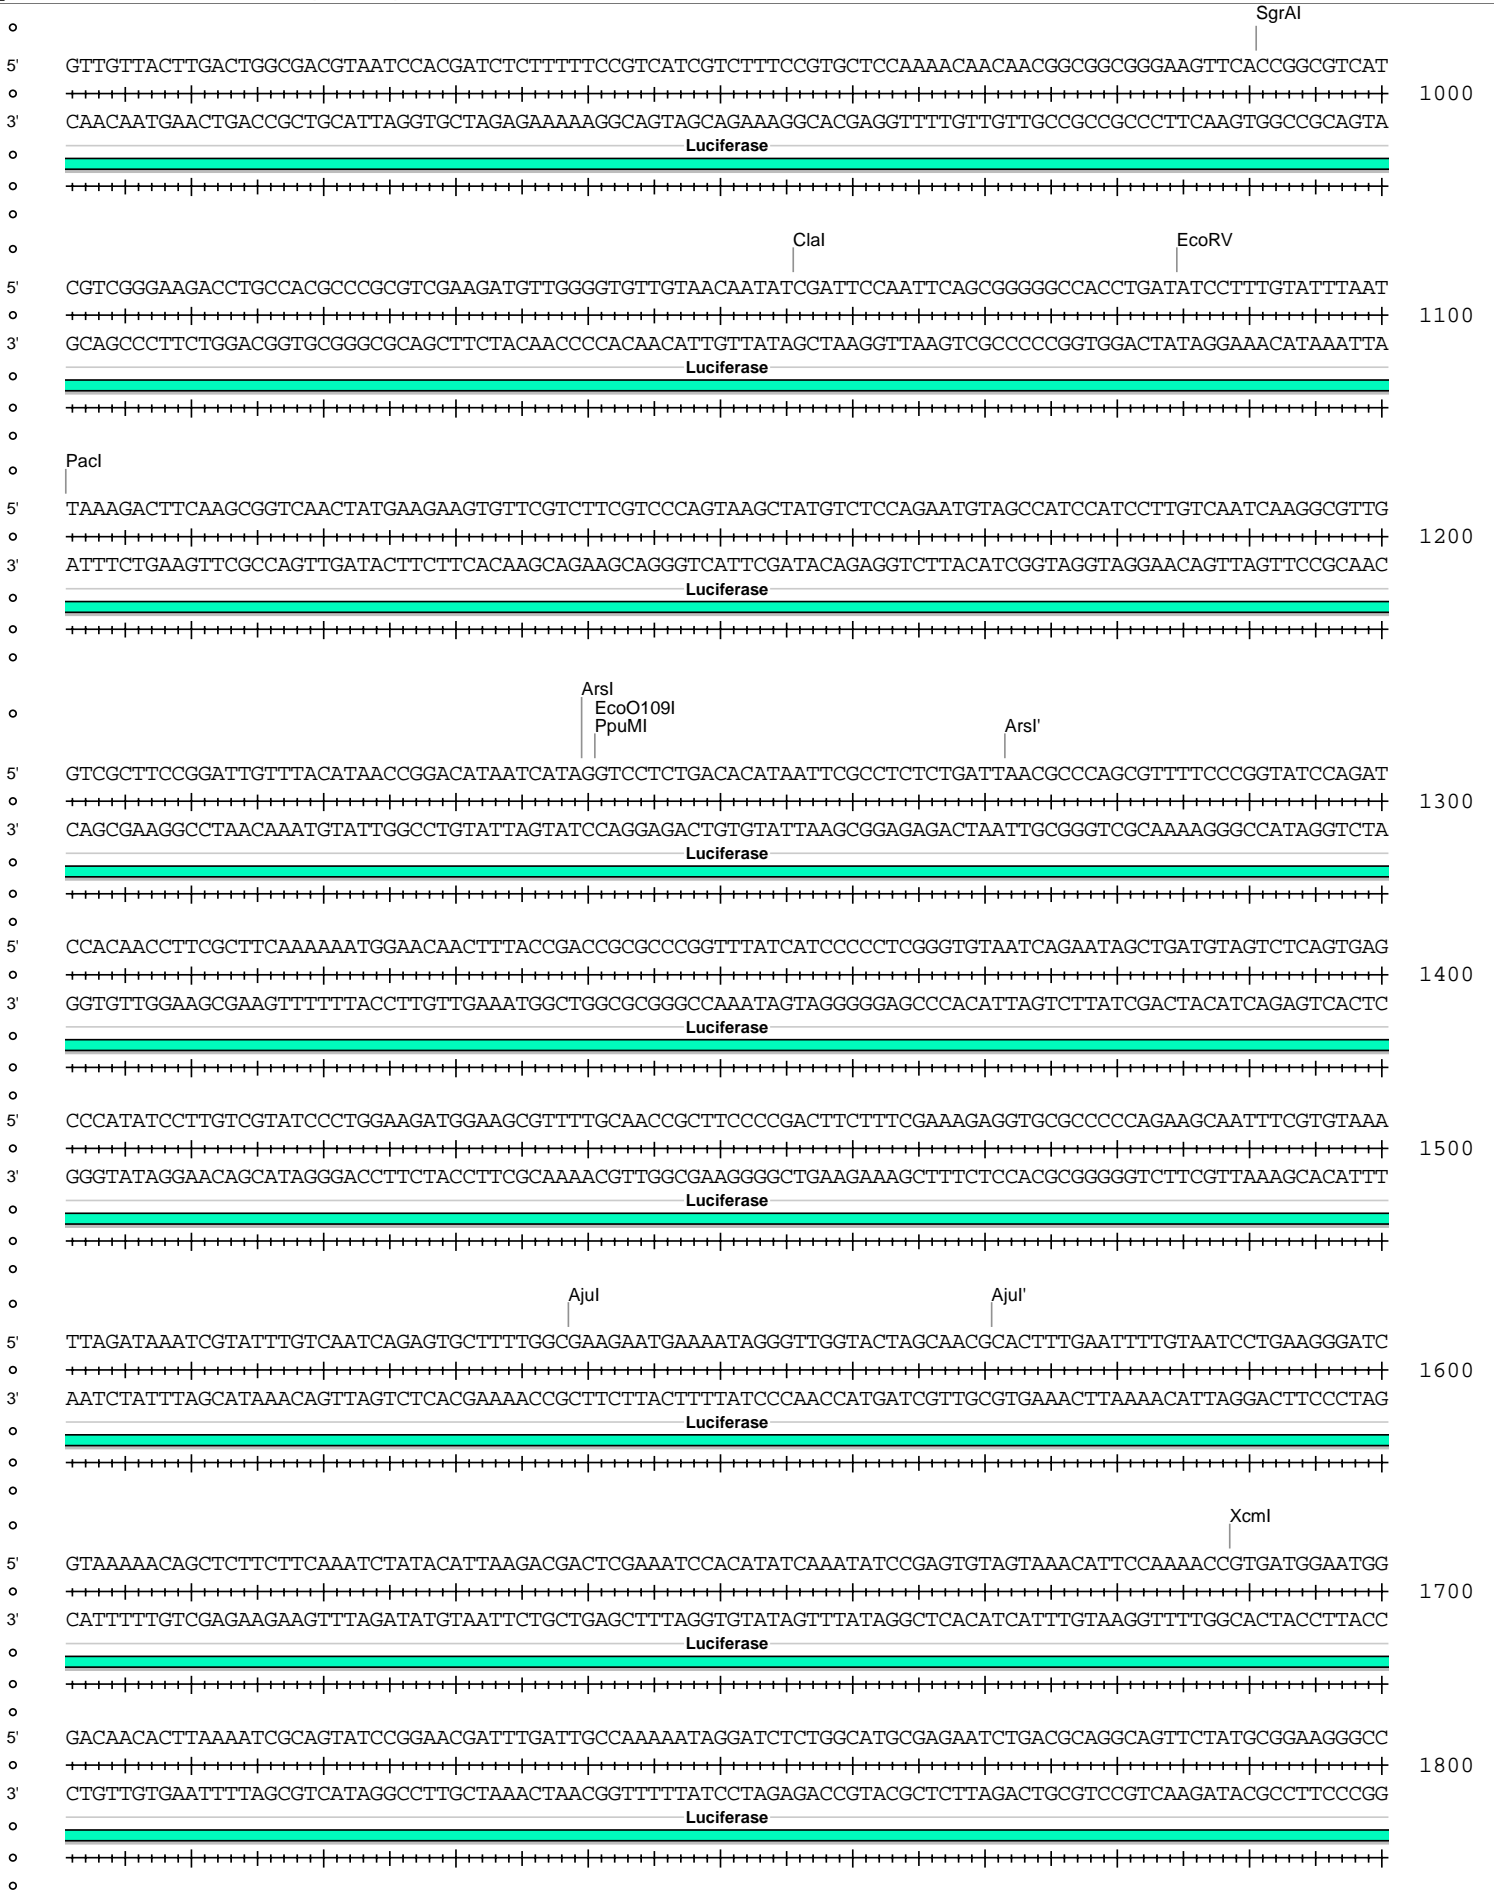 SgrAI
5' GTTGTTACTTGACTGGCGACGTAATCCACGATCTCTTTTTCCGTCATCGTCTTTCCGTGCTCCAAAACAACAACGGCGGCGGGAAGTTCACCGGCGTCAT
1000
3' CAACAATGAACTGACCGCTGCATTAGGTGCTAGAGAAAAAGGCAGTAGCAGAAAGGCACGAGGTTTTGTTGTTGCCGCCGCCCTTCAAGTGGCCGCAGTA
Luciferase
ClaI EcoRV
5' CGTCGGGAAGACCTGCCACGCCCGCGTCGAAGATGTTGGGGTGTTGTAACAATATCGATTCCAATTCAGCGGGGGCCACCTGATATCCTTTGTATTTAAT
1100
3' GCAGCCCTTCTGGACGGTGCGGGCGCAGCTTCTACAACCCCACAACATTGTTATAGCTAAGGTTAAGTCGCCCCCGGTGGACTATAGGAAACATAAATTA
Luciferase
PacI
5' TAAAGACTTCAAGCGGTCAACTATGAAGAAGTGTTCGTCTTCGTCCCAGTAAGCTATGTCTCCAGAATGTAGCCATCCATCCTTGTCAATCAAGGCGTTG
1200
3' ATTTCTGAAGTTCGCCAGTTGATACTTCTTCACAAGCAGAAGCAGGGTCATTCGATACAGAGGTCTTACATCGGTAGGTAGGAACAGTTAGTTCCGCAAC
Luciferase
ArsI
EcoO109I
PpuMI ArsI'
5' GTCGCTTCCGGATTGTTTACATAACCGGACATAATCATAGGTCCTCTGACACATAATTCGCCTCTCTGATTAACGCCCAGCGTTTTCCCGGTATCCAGAT
1300
3' CAGCGAAGGCCTAACAAATGTATTGGCCTGTATTAGTATCCAGGAGACTGTGTATTAAGCGGAGAGACTAATTGCGGGTCGCAAAAGGGCCATAGGTCTA
Luciferase
5' CCACAACCTTCGCTTCAAAAAATGGAACAACTTTACCGACCGCGCCCGGTTTATCATCCCCCTCGGGTGTAATCAGAATAGCTGATGTAGTCTCAGTGAG
1400
3' GGTGTTGGAAGCGAAGTTTTTTACCTTGTTGAAATGGCTGGCGCGGGCCAAATAGTAGGGGGAGCCCACATTAGTCTTATCGACTACATCAGAGTCACTC
Luciferase
5' CCCATATCCTTGTCGTATCCCTGGAAGATGGAAGCGTTTTGCAACCGCTTCCCCGACTTCTTTCGAAAGAGGTGCGCCCCCAGAAGCAATTTCGTGTAAA
1500
3' GGGTATAGGAACAGCATAGGGACCTTCTACCTTCGCAAAACGTTGGCGAAGGGGCTGAAGAAAGCTTTCTCCACGCGGGGGTCTTCGTTAAAGCACATTT
Luciferase
AjuI AjuI'
5' TTAGATAAATCGTATTTGTCAATCAGAGTGCTTTTGGCGAAGAATGAAAATAGGGTTGGTACTAGCAACGCACTTTGAATTTTGTAATCCTGAAGGGATC
1600
3' AATCTATTTAGCATAAACAGTTAGTCTCACGAAAACCGCTTCTTACTTTTATCCCAACCATGATCGTTGCGTGAAACTTAAAACATTAGGACTTCCCTAG
Luciferase
XcmI
5' GTAAAAACAGCTCTTCTTCAAATCTATACATTAAGACGACTCGAAATCCACATATCAAATATCCGAGTGTAGTAAACATTCCAAAACCGTGATGGAATGG
1700
3' CATTTTTGTCGAGAAGAAGTTTAGATATGTAATTCTGCTGAGCTTTAGGTGTATAGTTTATAGGCTCACATCATTTGTAAGGTTTTGGCACTACCTTACC
Luciferase
5' GACAACACTTAAAATCGCAGTATCCGGAACGATTTGATTGCCAAAAATAGGATCTCTGGCATGCGAGAATCTGACGCAGGCAGTTCTATGCGGAAGGGCC
1800
3' CTGTTGTGAATTTTAGCGTCATAGGCCTTGCTAAACTAACGGTTTTTATCCTAGAGACCGTACGCTCTTAGACTGCGTCCGTCAAGATACGCCTTCCCGG
Luciferase